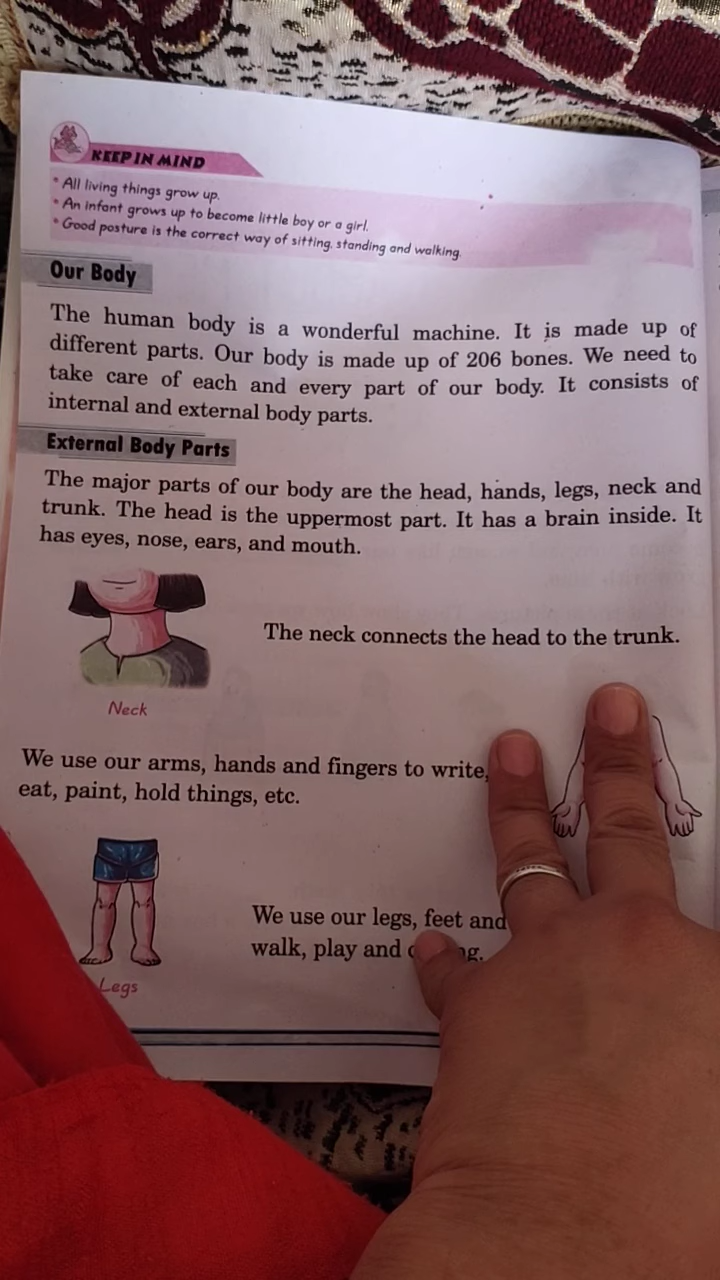 KEEP IN MIND
* All living things grow up.
* An infant grows up to become little boy or a girl.
* Good posture is the correct way of sitting, standing and walking.
Our Body
The human body is a wonderful machine. It is made up of
different parts. Our body is made up of 206 bones. We need to
take care of each and every part of our body. It consists of
internal and external body parts.
External Body Parts
The major parts of our body are the head, hands, legs, neck and
trunk. The head is the uppermost part. It has a brain inside. It
has eyes, nose, ears, and mouth.
The neck connects the head to the trunk.
Neck
We use our arms, hands and fingers to write,
eat, paint, hold things, etc.
We use our legs, feet and
walk, play and
Legs